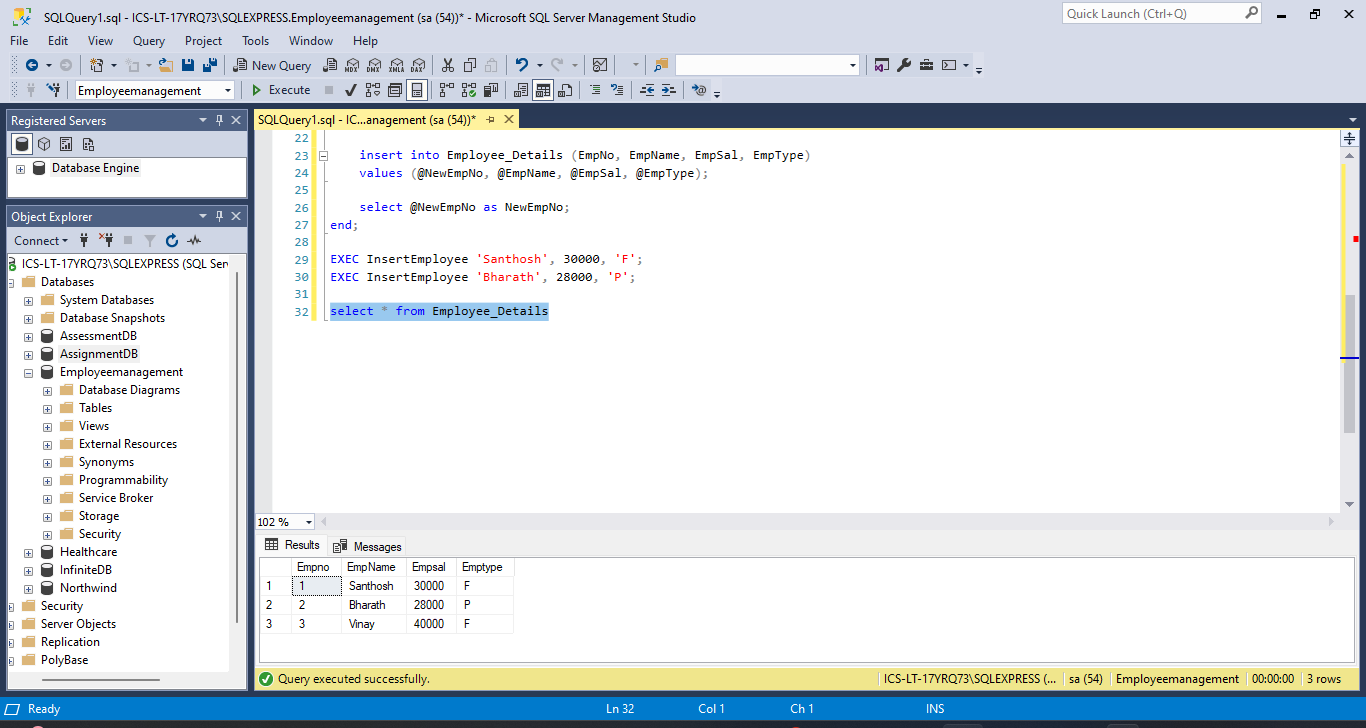 SQLQuery1.sql - ICS-LT-17YRQ73\SQLEXPRESS.Employeemanagement (sa (54))* - Microsoft SQL Server Management Studio
Quick Launch (Ctrl+Q)
File Edit View Query Project Tools Window Help
New Query MDX DMX XMLA DAX
Employeemanagement Execute
Registered Servers
Database Engine
Object Explorer
Connect
ICS-LT-17YRQ73\SQLEXPRESS (SQL Ser
Databases
System Databases
Database Snapshots
AssessmentDB
AssignmentDB
Employeemanagement
Database Diagrams
Tables
Views
External Resources
Synonyms
Programmability
Service Broker
Storage
Security
Healthcare
InfiniteDB
Northwind
Security
Server Objects
Replication
PolyBase
SQLQuery1.sql - IC...anagement (sa (54))*
22
23 insert into Employee_Details (EmpNo, EmpName, EmpSal, EmpType)
24 values (@NewEmpNo, @EmpName, @EmpSal, @EmpType);
25
26 select @NewEmpNo as NewEmpNo;
27 end;
28
29 EXEC InsertEmployee 'Santhosh', 30000, 'F';
30 EXEC InsertEmployee 'Bharath', 28000, 'P';
31
32 select * from Employee_Details
102 %
Results Messages
Empno EmpName Empsal Emptype
1 1 Santhosh 30000 F
2 2 Bharath 28000 P
3 3 Vinay 40000 F
Query executed successfully. ICS-LT-17YRQ73\SQLEXPRESS (... sa (54) Employeemanagement 00:00:00 3 rows
Ready Ln 32 Col 1 Ch 1 INS